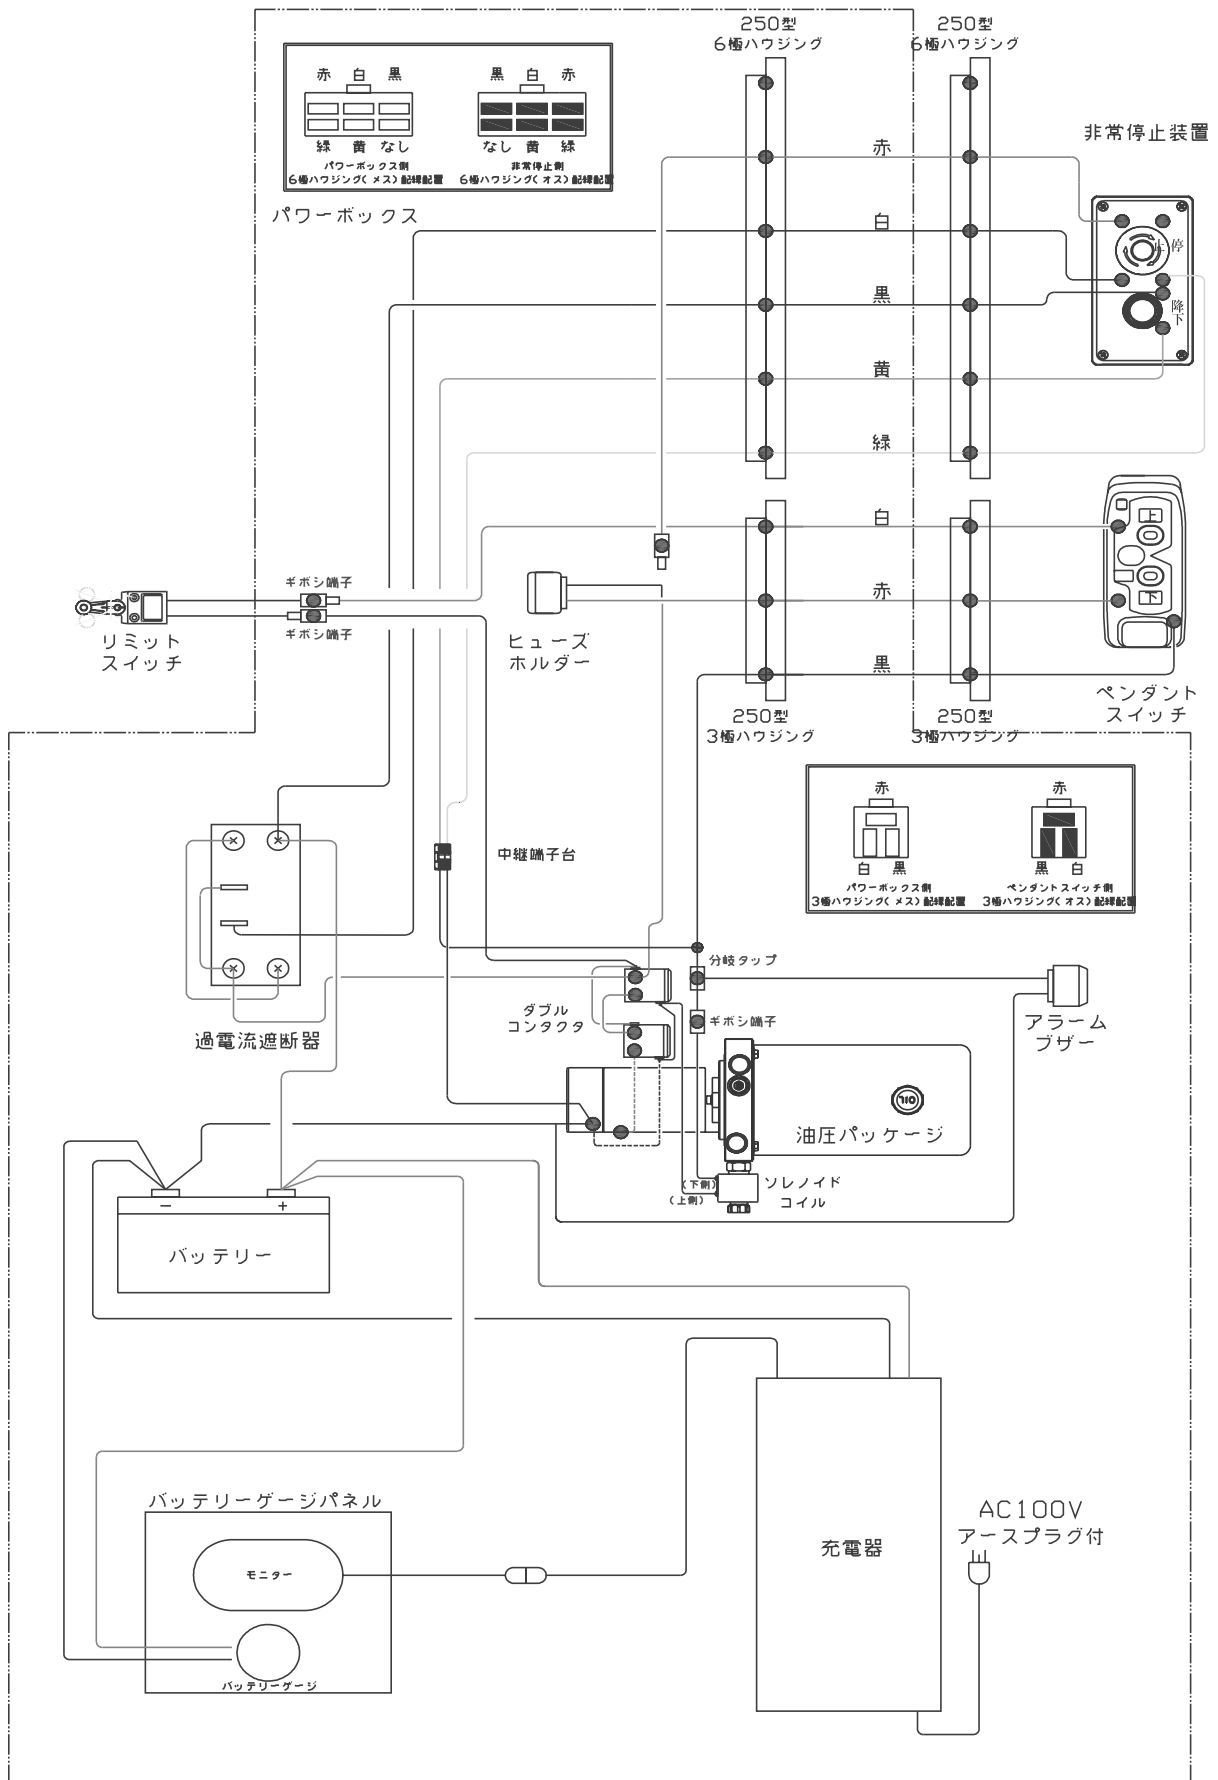 250型
6極ハウジング
250型
6極ハウジング
赤 白 黒
緑 黄 なし
パワーボックス側
6極ハウジング(メス)配線配置
黒 白 赤
なし 黄 緑
非常停止側
6極ハウジング(オス)配線配置
パワーボックス
非常停止装置
赤
白
黒
黄
緑
停止
降下
白
赤
黒
上
下
ギボシ端子
ギボシ端子
リミット
スイッチ
ヒューズ
ホルダー
ペンダント
スイッチ
250型
3極ハウジング
250型
3極ハウジング
赤
白 黒
パワーボックス側
3極ハウジング(メス)配線配置
赤
黒 白
ペンダントスイッチ側
3極ハウジング(オス)配線配置
中継端子台
分岐タップ
ギボシ端子
ダブル
コンタクタ
過電流遮断器
アラーム
ブザー
OIL
油圧パッケージ
(下側)
(上側)
ソレノイド
コイル
− +
バッテリー
バッテリーゲージパネル
モニター
バッテリーゲージ
充電器
AC100V
アースプラグ付